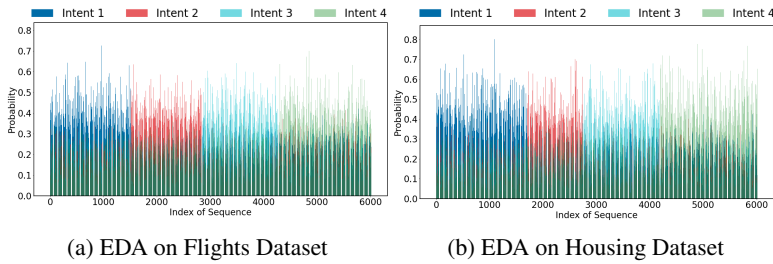 Intent 1 Intent 2 Intent 3 Intent 4
0.8
0.7
0.6
0.5
0.4
0.3
0.2
0.1
0.0
Probability
0 1000 2000 3000 4000 5000 6000
Index of Sequence
(a) EDA on Flights Dataset
Intent 1 Intent 2 Intent 3 Intent 4
0.8
0.7
0.6
0.5
0.4
0.3
0.2
0.1
0.0
Probability
0 1000 2000 3000 4000 5000 6000
Index of Sequence
(b) EDA on Housing Dataset